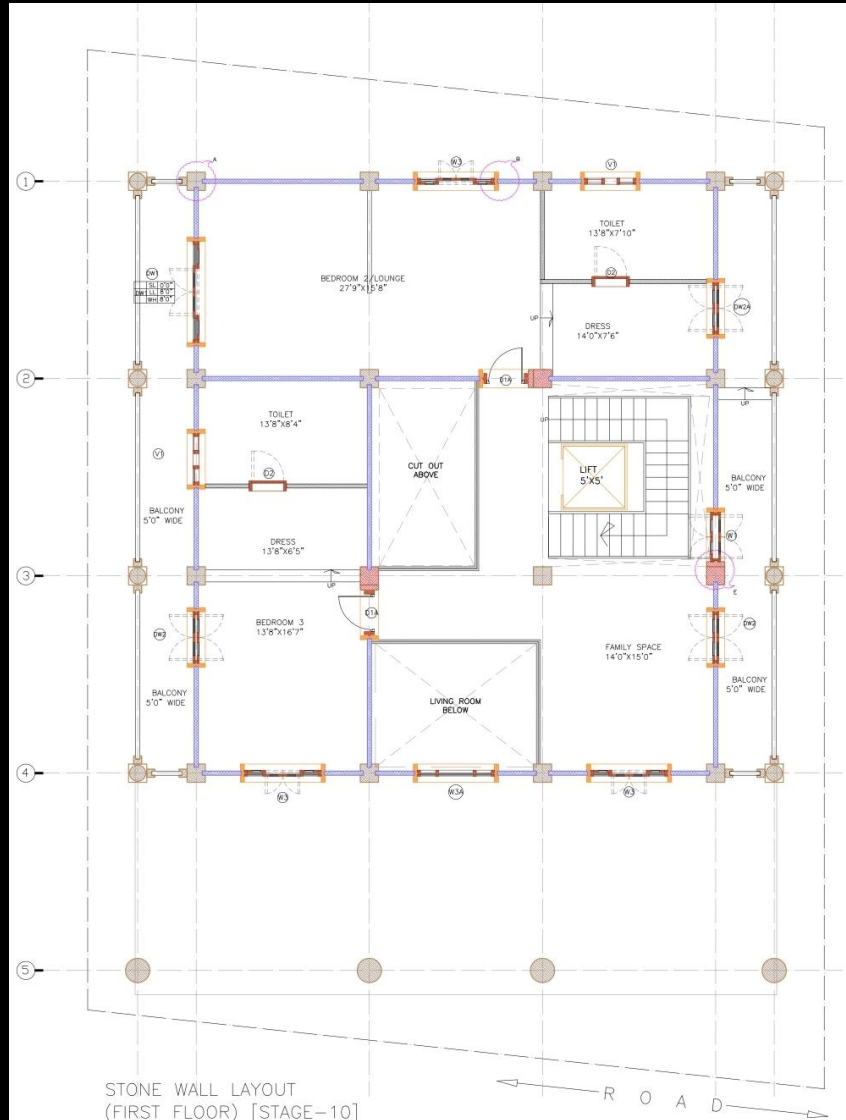 A
B
W3
V1
1
TOILET
13'8"X7'10"
DW1
SL 0'0"
DW1 LL 8'0"
WH 8'0"
BEDROOM 2/LOUNGE
27'9"X15'8"
D2
DW2A
UP
DRESS
14'0"X7'6"
2
D1A
UP
TOILET
13'8"X8'4"
UP
V1
CUT OUT
ABOVE
LIFT
5'X5'
D2
BALCONY
5'0" WIDE
BALCONY
5'0" WIDE
DRESS
13'8"X6'5"
W1
3
UP
E
D1A
BEDROOM 3
13'8"X16'7"
DW2
FAMILY SPACE
14'0"X15'0"
DW2
BALCONY
5'0" WIDE
LIVING ROOM
BELOW
BALCONY
5'0" WIDE
4
W3
W3A
W3
5
STONE WALL LAYOUT
(FIRST FLOOR) [STAGE-10]
ROAD